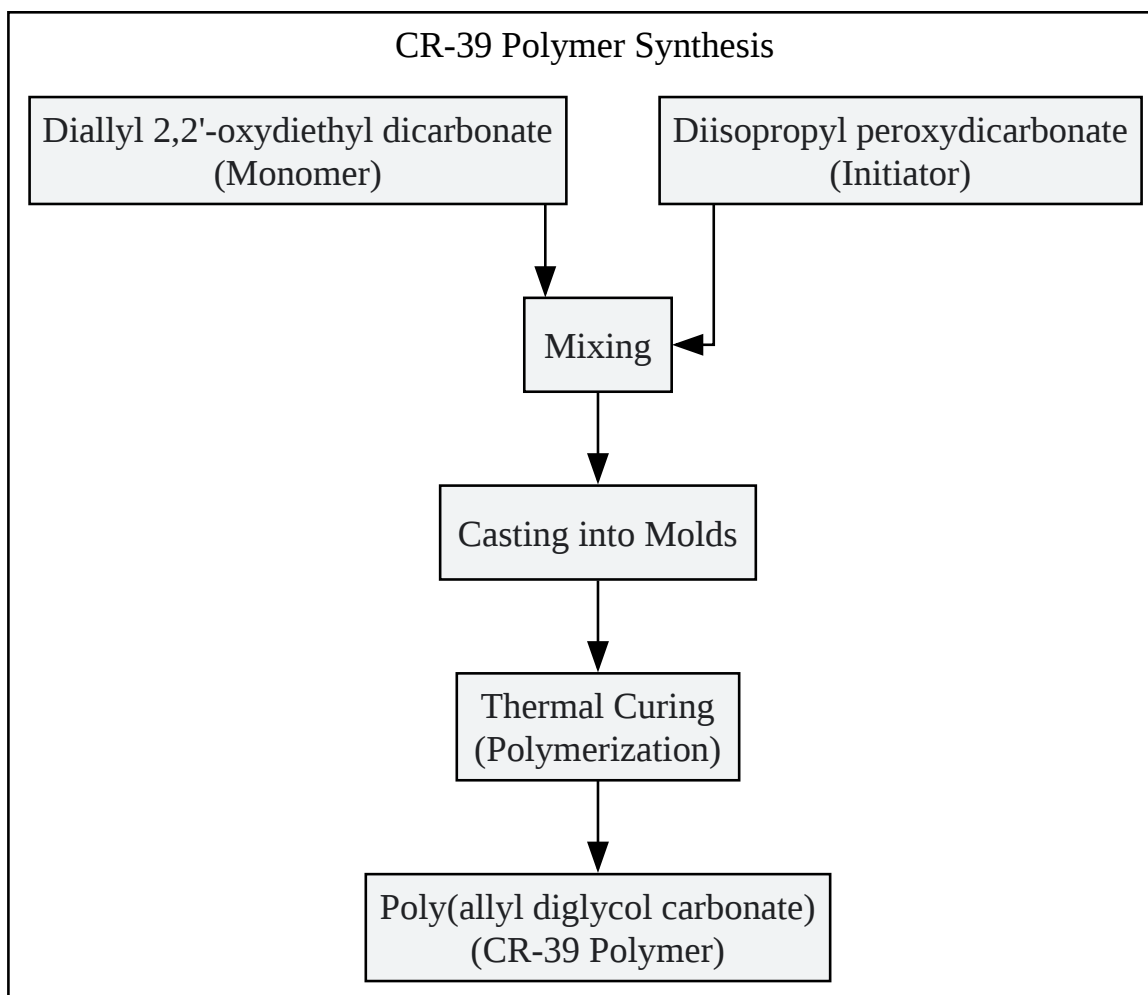 CR-39 Polymer Synthesis
Diallyl 2,2'-oxydiethyl dicarbonate
(Monomer)
Diisopropyl peroxydicarbonate
(Initiator)
Mixing
Casting into Molds
Thermal Curing
(Polymerization)
Poly(allyl diglycol carbonate)
(CR-39 Polymer)